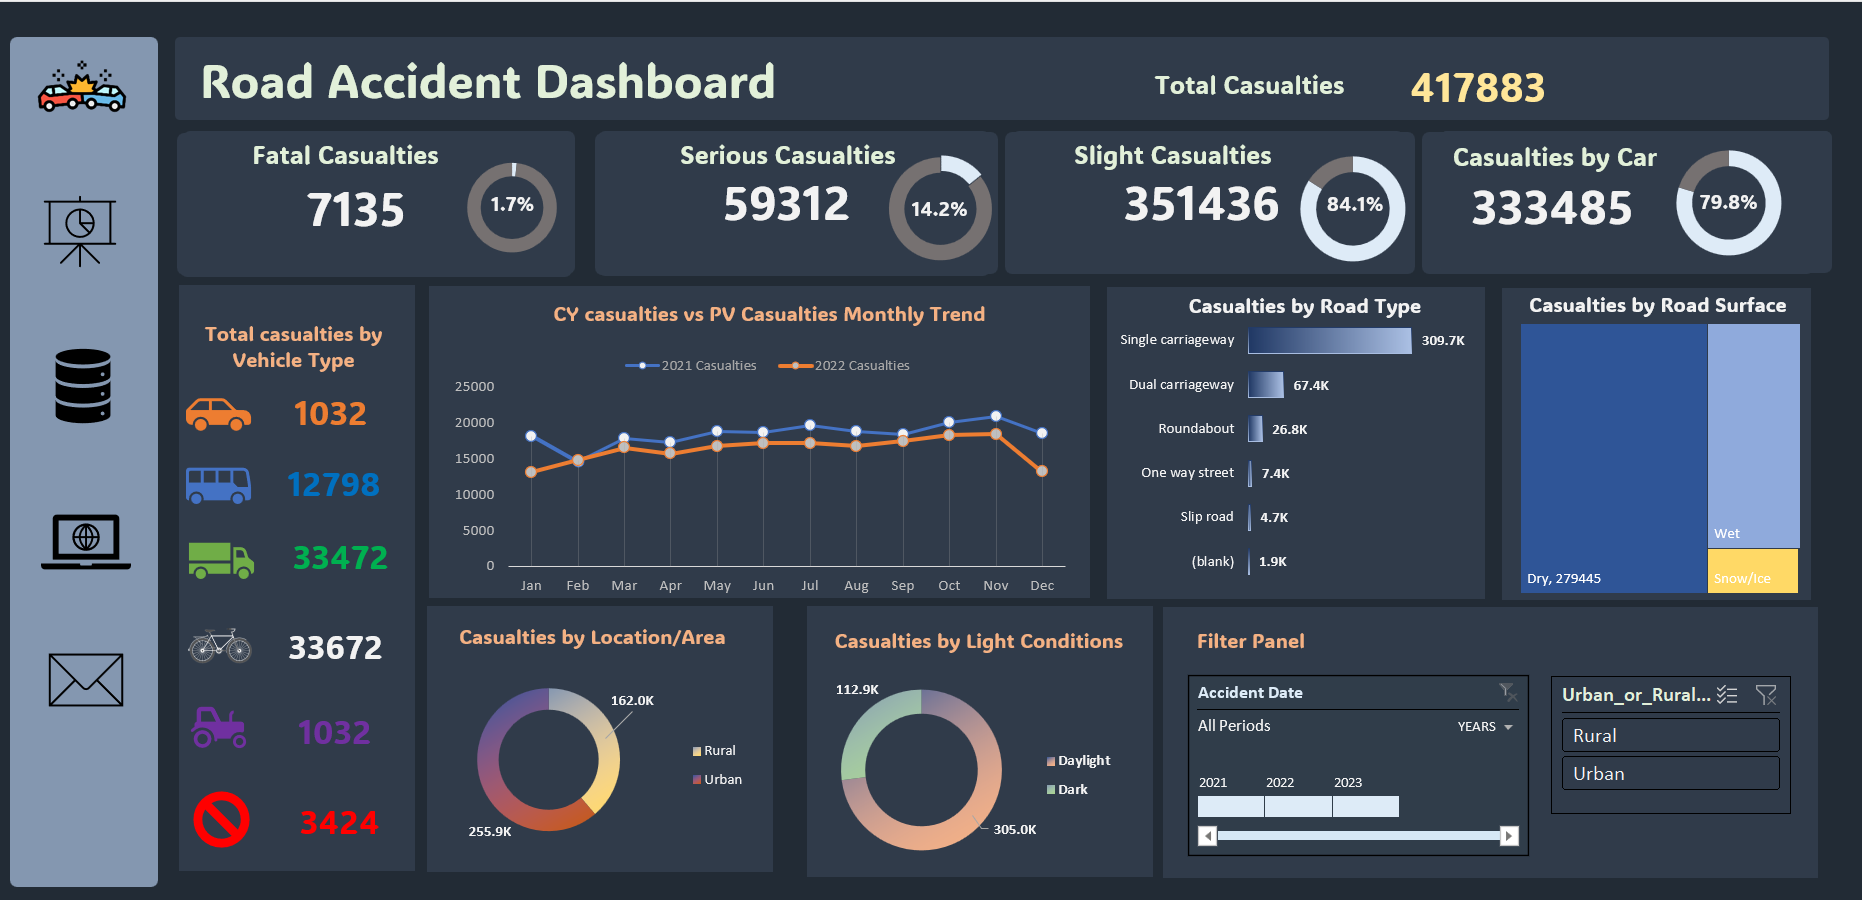 Road Accident Dashboard
Total Casualties 417883
Fatal Casualties
7135
1.7%
Serious Casualties
59312
14.2%
Slight Casualties
351436
84.1%
Casualties by Car
333485
79.8%
Total casualties by
Vehicle Type
1032
12798
33472
33672
1032
3424
CY casualties vs PV Casualties Monthly Trend
2021 Casualties 2022 Casualties
25000
20000
15000
10000
5000
0
Jan Feb Mar Apr May Jun Jul Aug Sep Oct Nov Dec
Casualties by Road Type
Single carriageway 309.7K
Dual carriageway 67.4K
Roundabout 26.8K
One way street 7.4K
Slip road 4.7K
(blank) 1.9K
Casualties by Road Surface
Wet
Dry, 279445
Snow/Ice
Casualties by Location/Area
162.0K
Rural
Urban
255.9K
Casualties by Light Conditions
112.9K
Daylight
Dark
305.0K
Filter Panel
Accident Date
All Periods YEARS
2021 2022 2023
Urban_or_Rural...
Rural
Urban